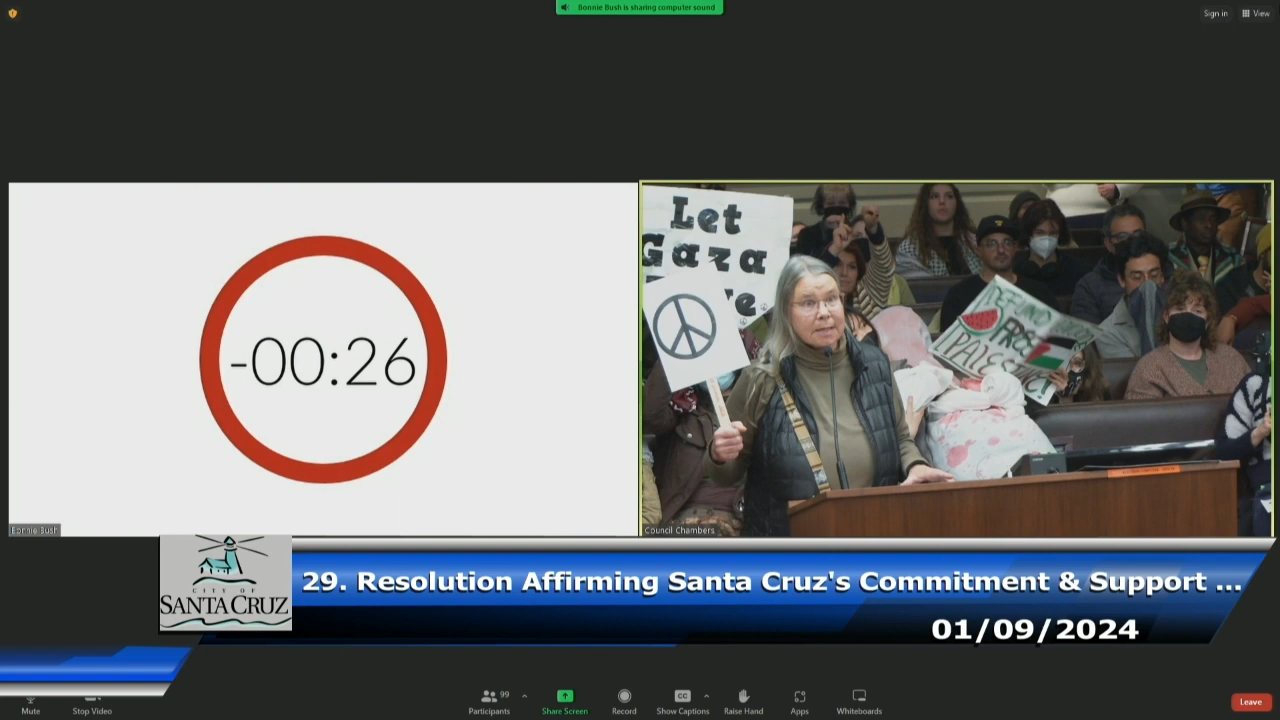 Bonnie Bush is sharing computer sound
Sign in
View
-00:26
Let
Gaza
FREE
Bonnie Bush
Council Chambers
CITY OF
SANTA CRUZ
29. Resolution Affirming Santa Cruz's Commitment & Support ...
01/09/2024
Mute
Stop Video
99
Participants
Share Screen
CC
Record
Show Captions
Raise Hand
Apps
Whiteboards
Leave